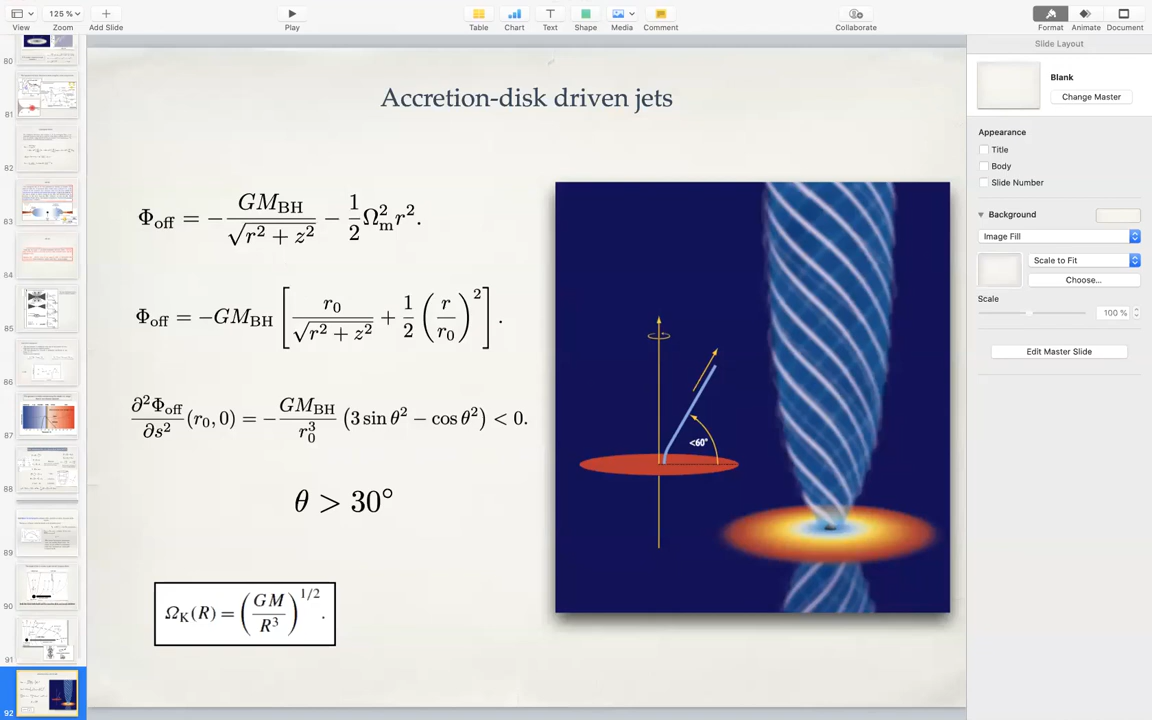 125 %
View
Zoom
Add Slide
Play
Table
Chart
Text
Shape
Media
Comment
Collaborate
Format
Animate
Document
80
81
82
83
84
85
86
87
88
89
90
91
92
Accretion-disk driven jets
Φ_off = − GM_BH / √(r² + z²) − 1/2 Ω_m² r².
Φ_off = −GM_BH [ r₀ / √(r² + z²) + 1/2 (r / r₀)² ].
∂²Φ_off / ∂s² (r₀, 0) = − GM_BH / r₀³ (3 sin θ² − cos θ²) < 0.
θ > 30°
Ω_K(R) = (GM / R³)^1/2 .
<60°
Slide Layout
Blank
Change Master
Appearance
Title
Body
Slide Number
Background
Image Fill
Scale to Fit
Choose...
Scale
100 %
Edit Master Slide